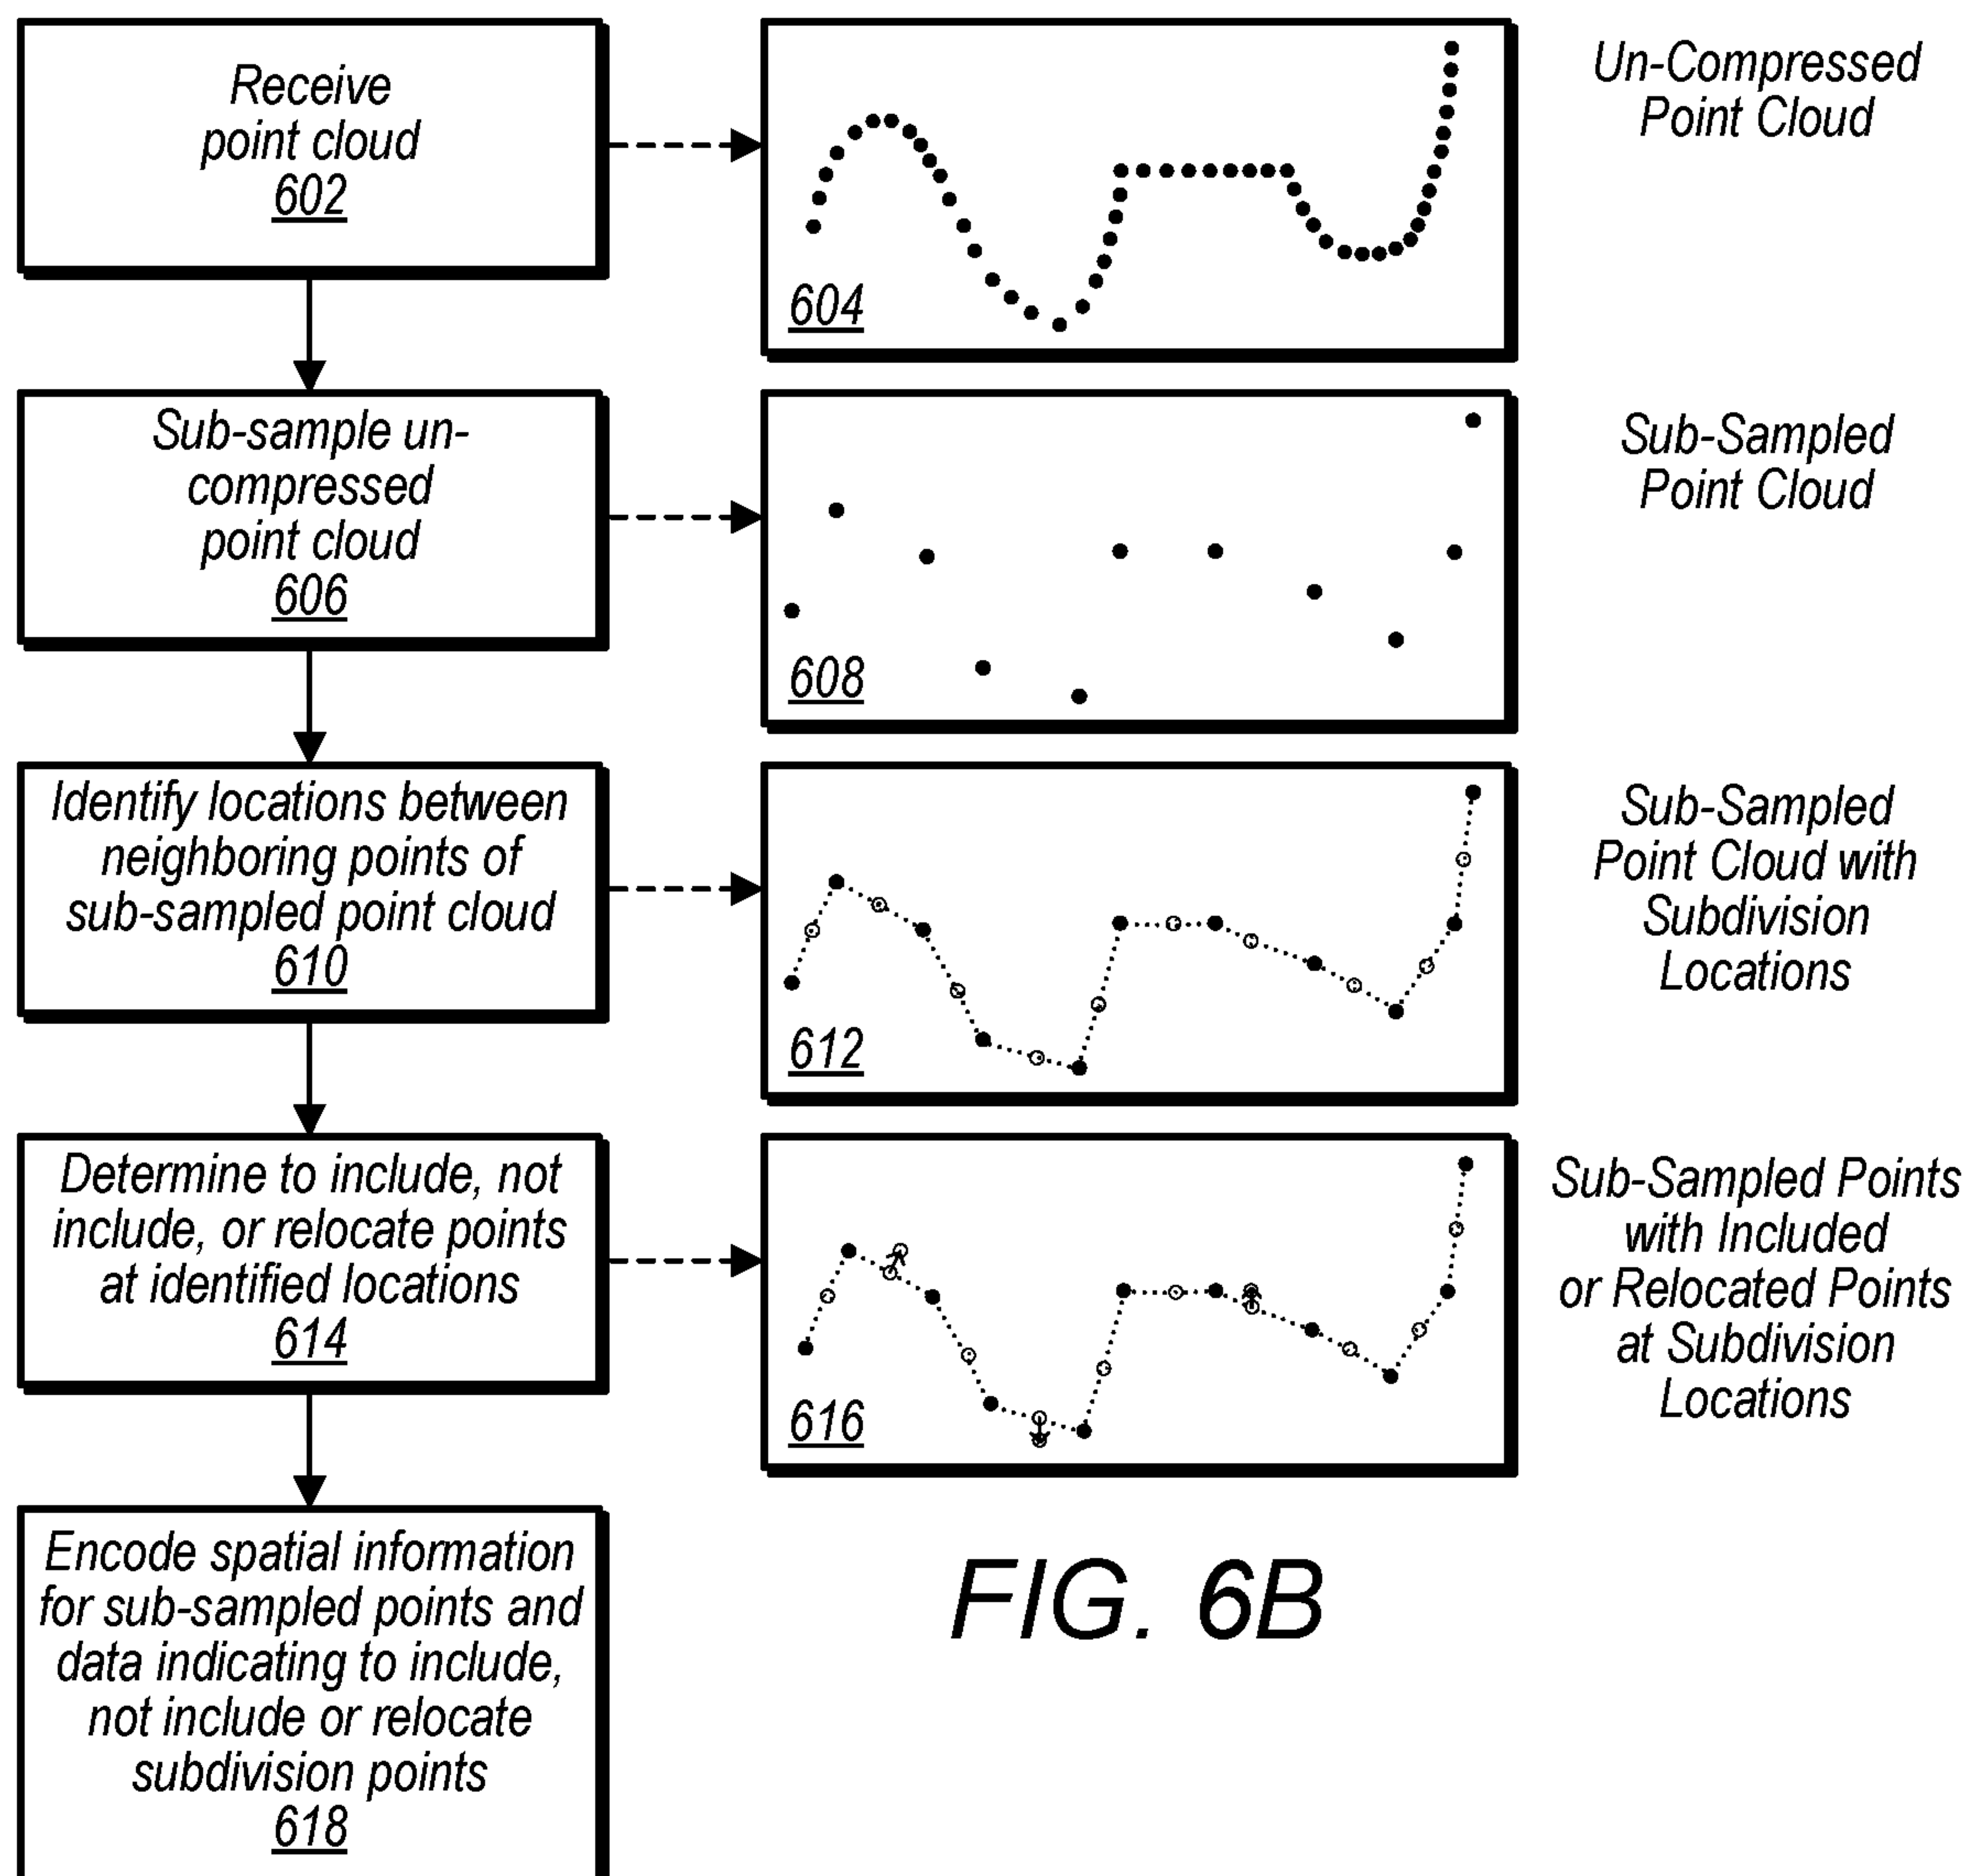 Receive
point cloud
602
604
Un-Compressed
Point Cloud
Sub-sample un-
compressed
point cloud
606
608
Sub-Sampled
Point Cloud
Identify locations between
neighboring points of
sub-sampled point cloud
610
612
Sub-Sampled
Point Cloud with
Subdivision
Locations
Determine to include, not
include, or relocate points
at identified locations
614
616
Sub-Sampled Points
with Included
or Relocated Points
at Subdivision
Locations
Encode spatial information
for sub-sampled points and
data indicating to include,
not include or relocate
subdivision points
618
FIG. 6B